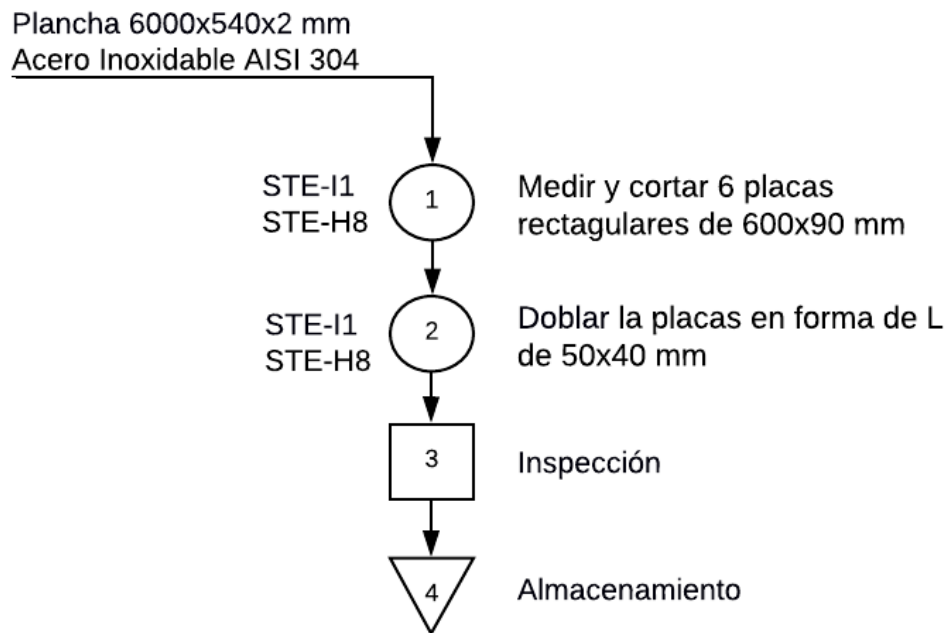 Plancha 6000x540x2 mm
Acero Inoxidable AISI 304
STE-I1
STE-H8
1
Medir y cortar 6 placas
rectagulares de 600x90 mm
STE-I1
STE-H8
2
Doblar la placas en forma de L
de 50x40 mm
3
Inspección
4
Almacenamiento